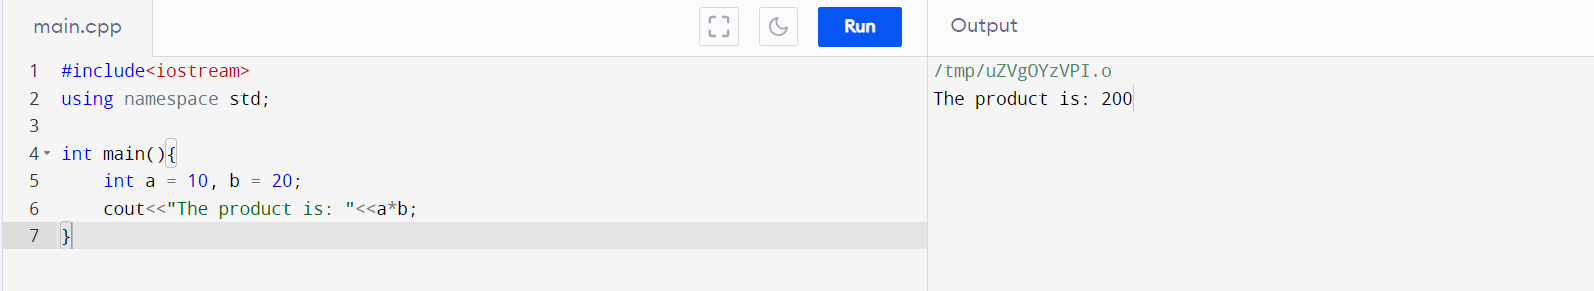 main.cpp
Run
Output
1 #include<iostream>
2 using namespace std;
3
4 int main(){
5     int a = 10, b = 20;
6     cout<<"The product is: "<<a*b;
7 }
/tmp/uZVgOYzVPI.o
The product is: 200